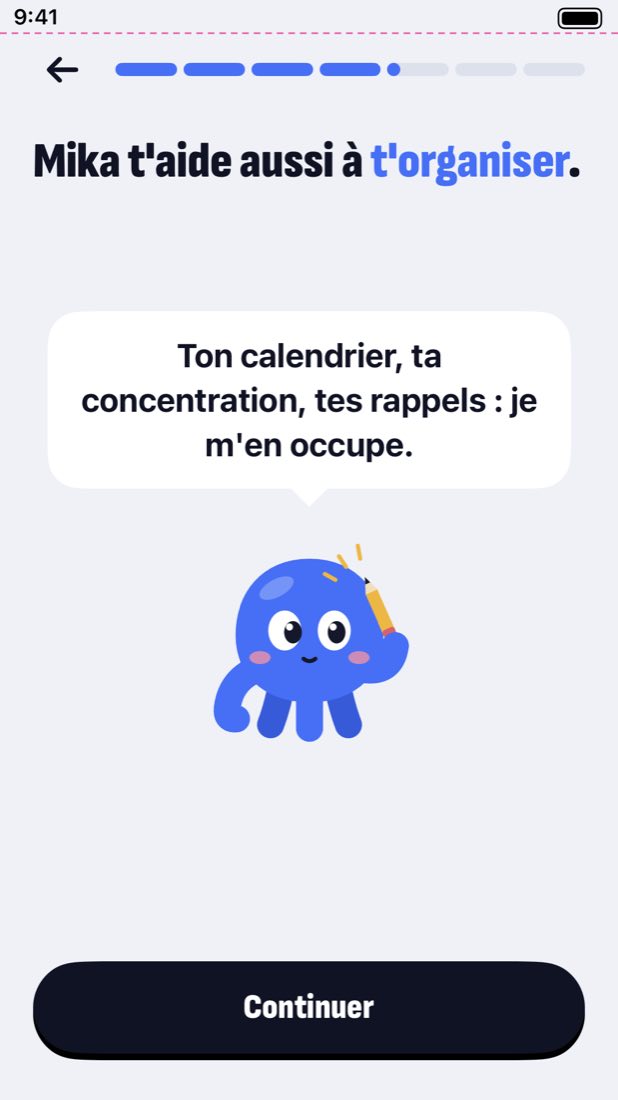 9:41
Mika t'aide aussi à t'organiser.
Ton calendrier, ta
concentration, tes rappels : je
m'en occupe.
Continuer